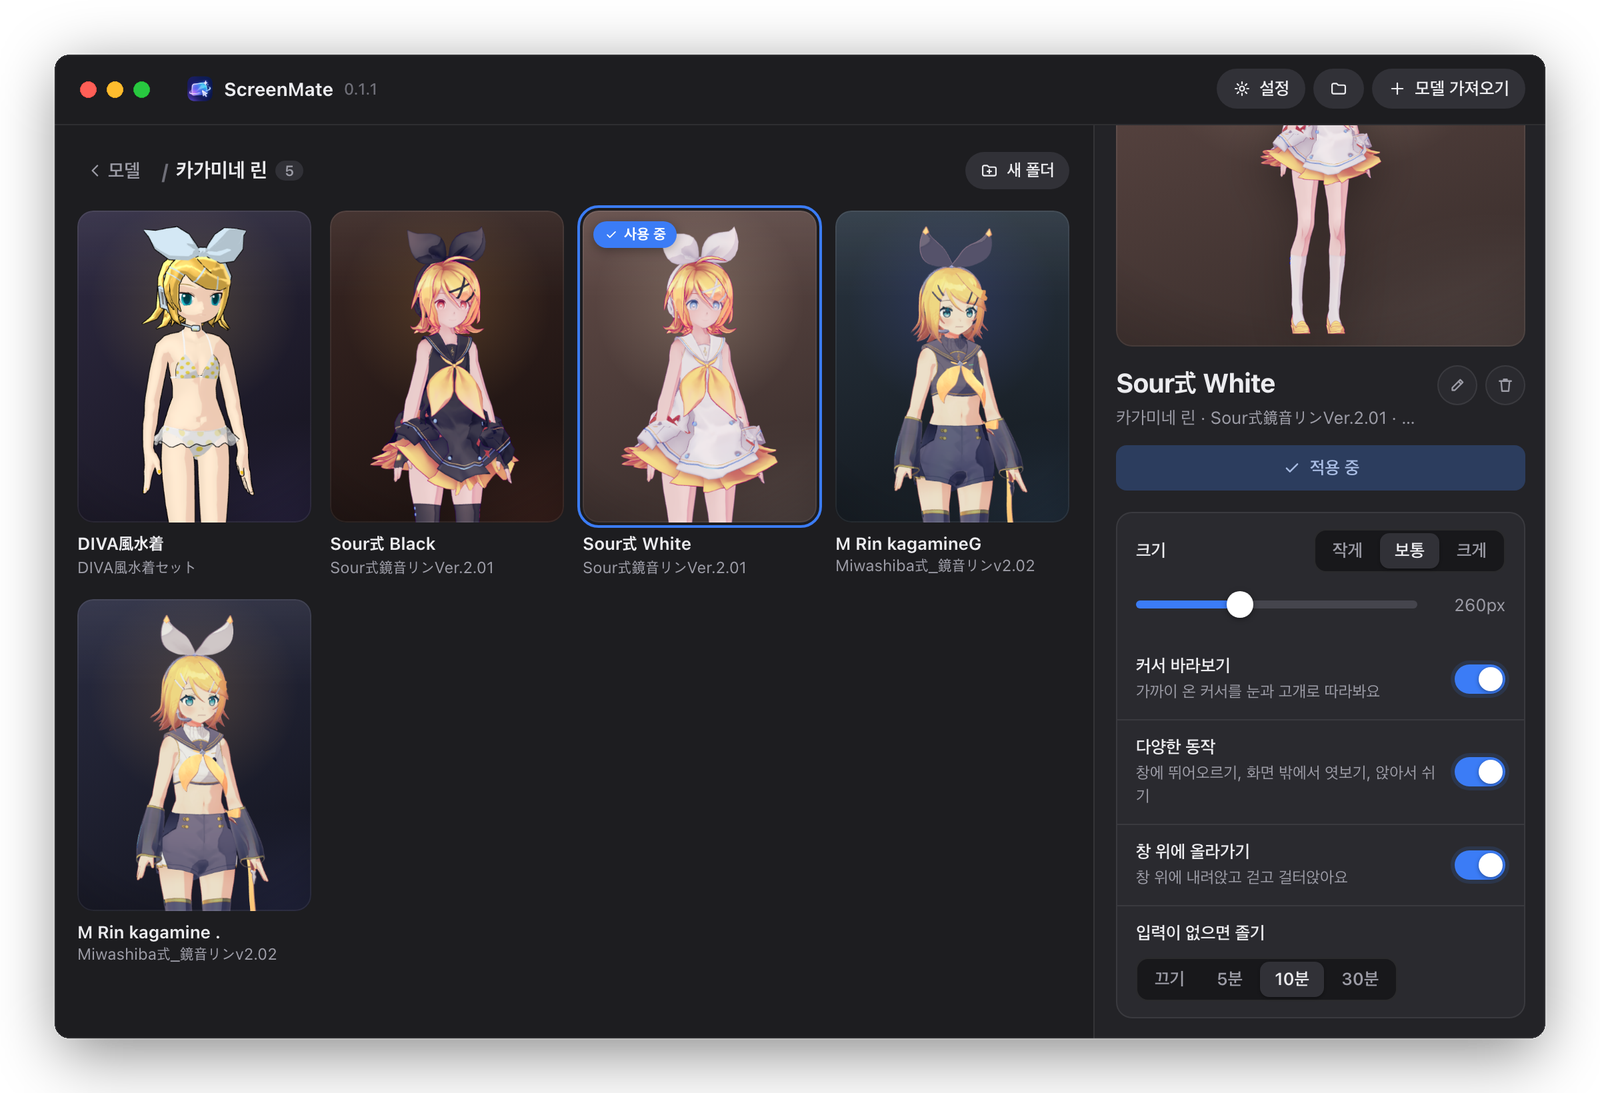 ScreenMate 0.1.1
설정
모델 가져오기
모델 / 카가미네 린 5
새 폴더
사용 중
DIVA風水着
DIVA風水着セット
Sour式 Black
Sour式鏡音リンVer.2.01
Sour式 White
Sour式鏡音リンVer.2.01
M Rin kagamineG
Miwashiba式_鏡音リンv2.02
M Rin kagamine .
Miwashiba式_鏡音リンv2.02
Sour式 White
카가미네 린 · Sour式鏡音リンVer.2.01 · ...
적용 중
크기
작게 보통 크게
260px
커서 바라보기
가까이 온 커서를 눈과 고개로 따라봐요
다양한 동작
창에 뛰어오르기, 화면 밖에서 엿보기, 앉아서 쉬
기
창 위에 올라가기
창 위에 내려앉고 걷고 걸터앉아요
입력이 없으면 졸기
끄기 5분 10분 30분